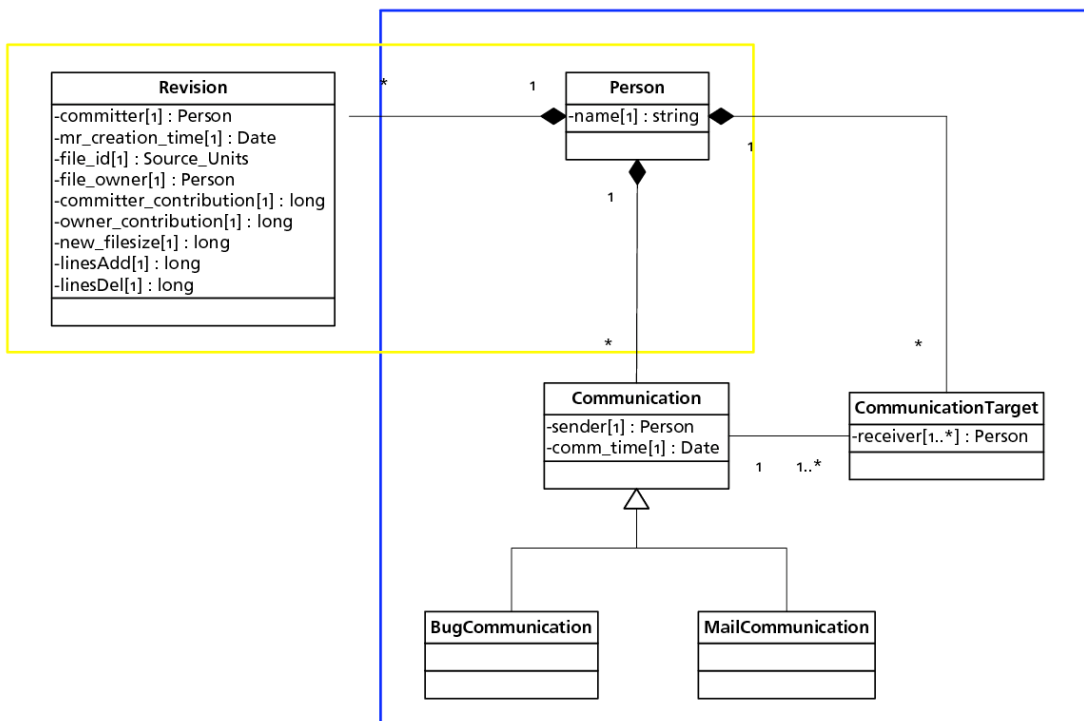 Revision
-committer[1] : Person
-mr_creation_time[1] : Date
-file_id[1] : Source_Units
-file_owner[1] : Person
-committer_contribution[1] : long
-owner_contribution[1] : long
-new_filesize[1] : long
-linesAdd[1] : long
-linesDel[1] : long
*
1
Person
-name[1] : string
1
1
*
*
Communication
-sender[1] : Person
-comm_time[1] : Date
1
1..*
CommunicationTarget
-receiver[1..*] : Person
BugCommunication
MailCommunication